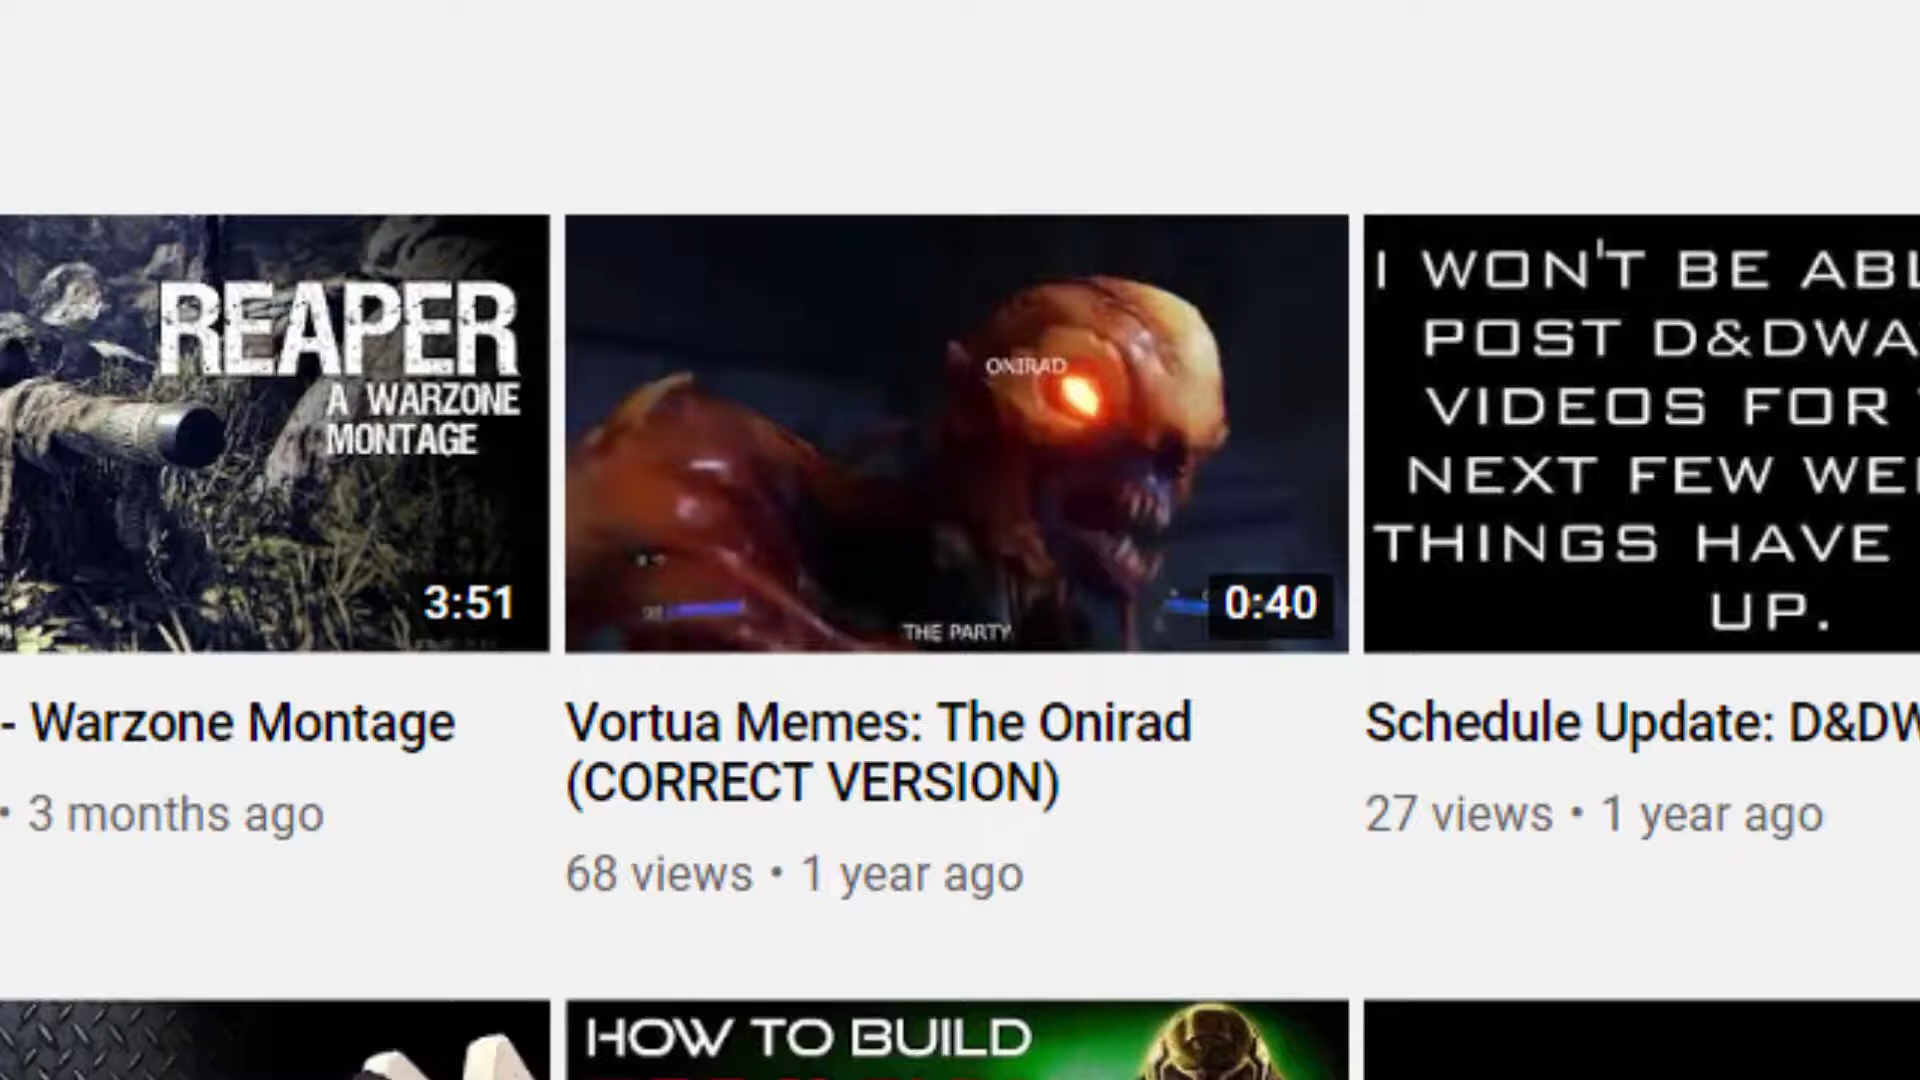 REAPER
A WARZONE
MONTAGE
3:51
- Warzone Montage
• 3 months ago
ONIRAD
THE PARTY
0:40
Vortua Memes: The Onirad
(CORRECT VERSION)
68 views • 1 year ago
I WON'T BE ABL
POST D&DWA
VIDEOS FOR
NEXT FEW WE
THINGS HAVE
UP.
Schedule Update: D&DW
27 views • 1 year ago
HOW TO BUILD